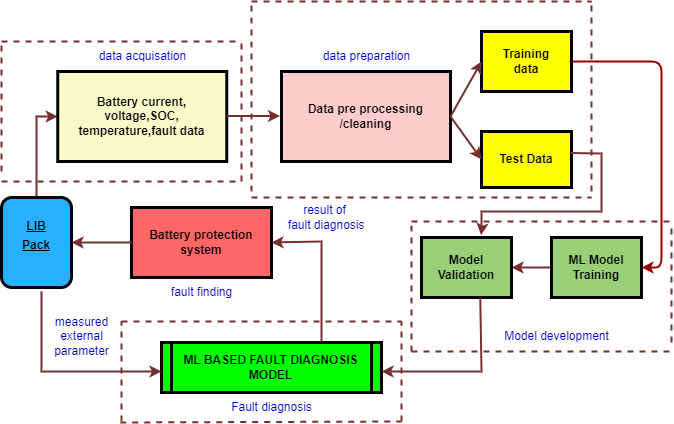 data acquisation
Battery current,
voltage,SOC,
temperature,fault data
data preparation
Data pre processing
/cleaning
Training
data
Test Data
LIB
Pack
Battery protection
system
fault finding
result of
fault diagnosis
Model
Validation
ML Model
Training
Model development
measured
external
parameter
ML BASED FAULT DIAGNOSIS
MODEL
Fault diagnosis